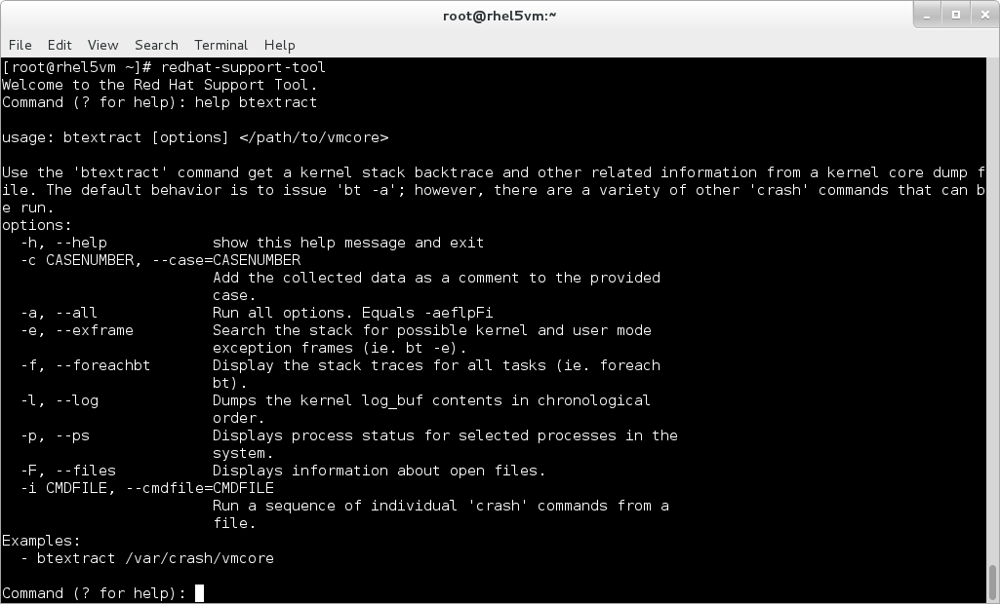 root@rhel5vm:~
File Edit View Search Terminal Help
[root@rhel5vm ~]# redhat-support-tool
Welcome to the Red Hat Support Tool.
Command (? for help): help btextract
usage: btextract [options] </path/to/vmcore>
Use the 'btextract' command get a kernel stack backtrace and other related information from a kernel core dump f
ile. The default behavior is to issue 'bt -a'; however, there are a variety of other 'crash' commands that can b
e run.
options:
-h, --help show this help message and exit
-c CASENUMBER, --case=CASENUMBER
Add the collected data as a comment to the provided
case.
-a, --all Run all options. Equals -aeflpFi
-e, --exframe Search the stack for possible kernel and user mode
exception frames (ie. bt -e).
-f, --foreachbt Display the stack traces for all tasks (ie. foreach
bt).
-l, --log Dumps the kernel log_buf contents in chronological
order.
-p, --ps Displays process status for selected processes in the
system.
-F, --files Displays information about open files.
-i CMDFILE, --cmdfile=CMDFILE
Run a sequence of individual 'crash' commands from a
file.
Examples:
- btextract /var/crash/vmcore
Command (? for help):